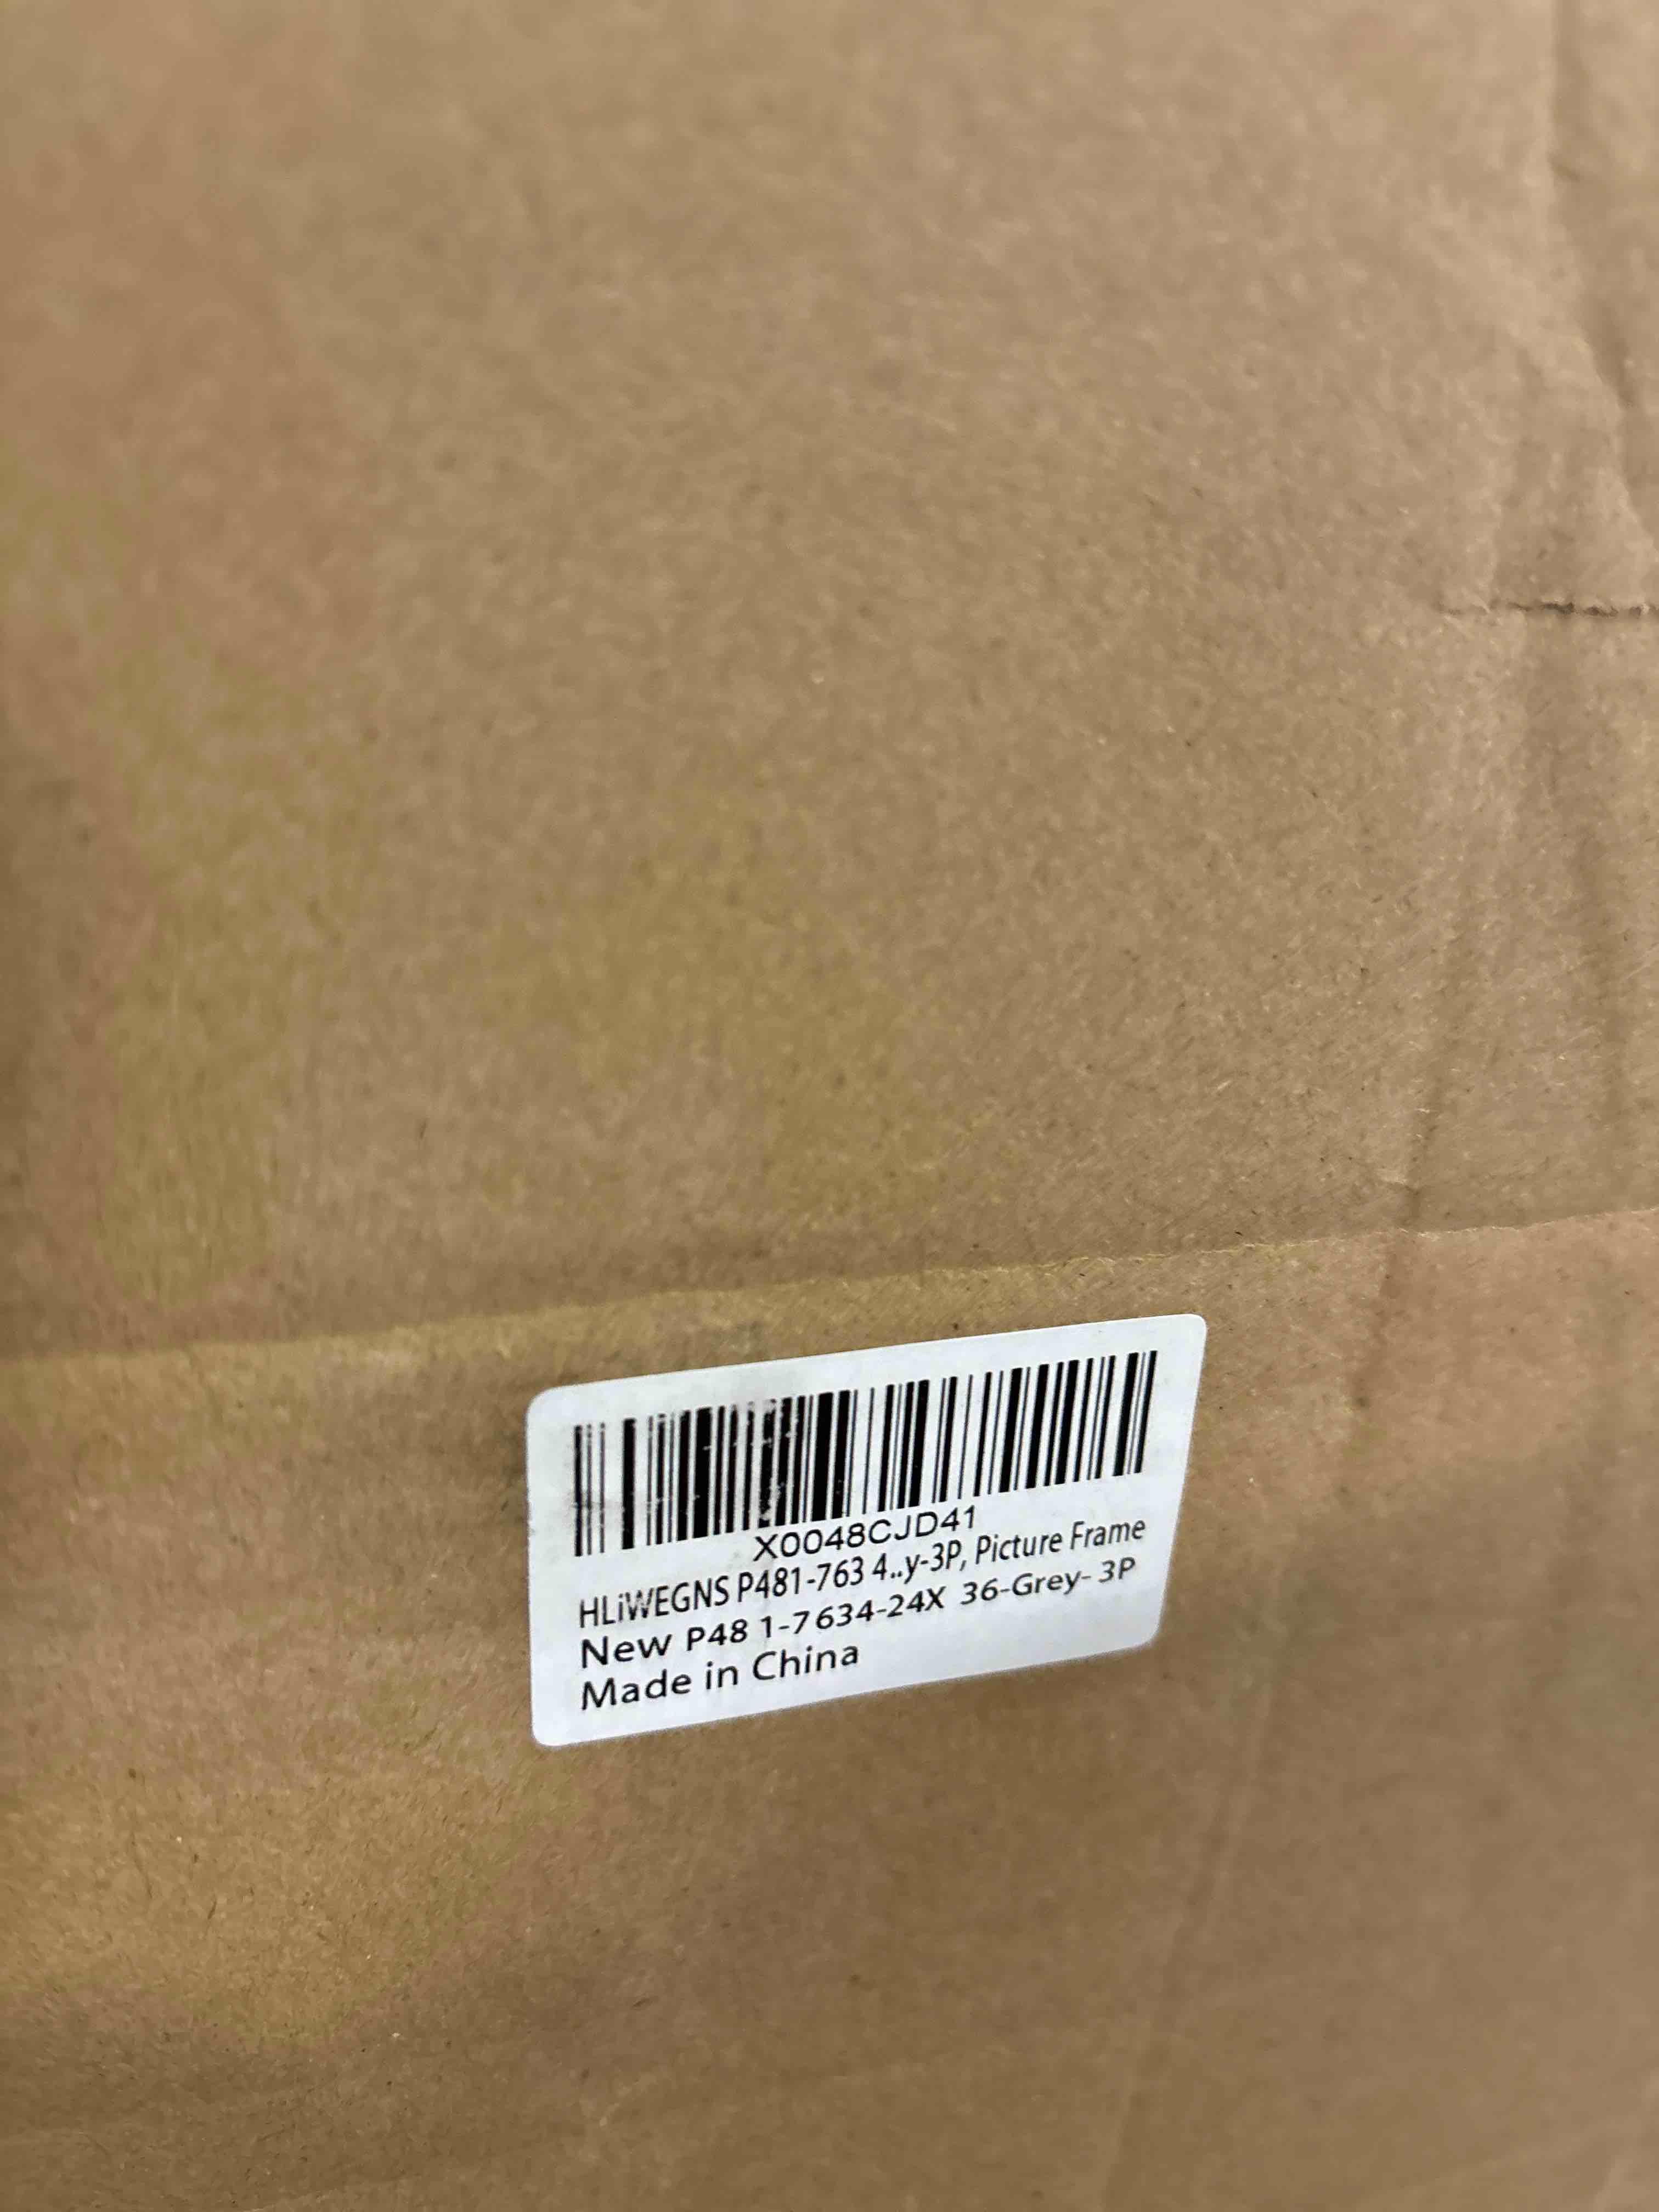 X0048CJD41
HLiWEGNS P481-763 4..y-3P, Picture Frame
New P48 1-7634-24X 36-Grey- 3P
Made in China